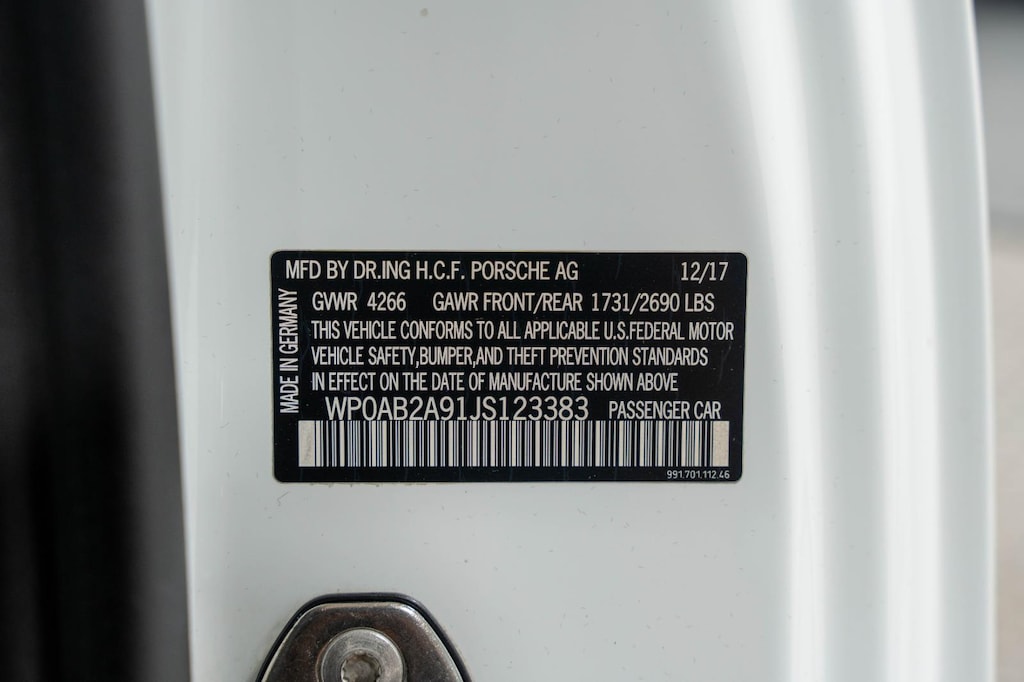 MFD BY DR.ING H.C.F. PORSCHE AG 12/17
GVWR 4266 GAWR FRONT/REAR 1731/2690 LBS
THIS VEHICLE CONFORMS TO ALL APPLICABLE U.S.FEDERAL MOTOR
VEHICLE SAFETY,BUMPER,AND THEFT PREVENTION STANDARDS
IN EFFECT ON THE DATE OF MANUFACTURE SHOWN ABOVE
WP0AB2A91JS123383 PASSENGER CAR
991.701.112.46
MADE IN GERMANY